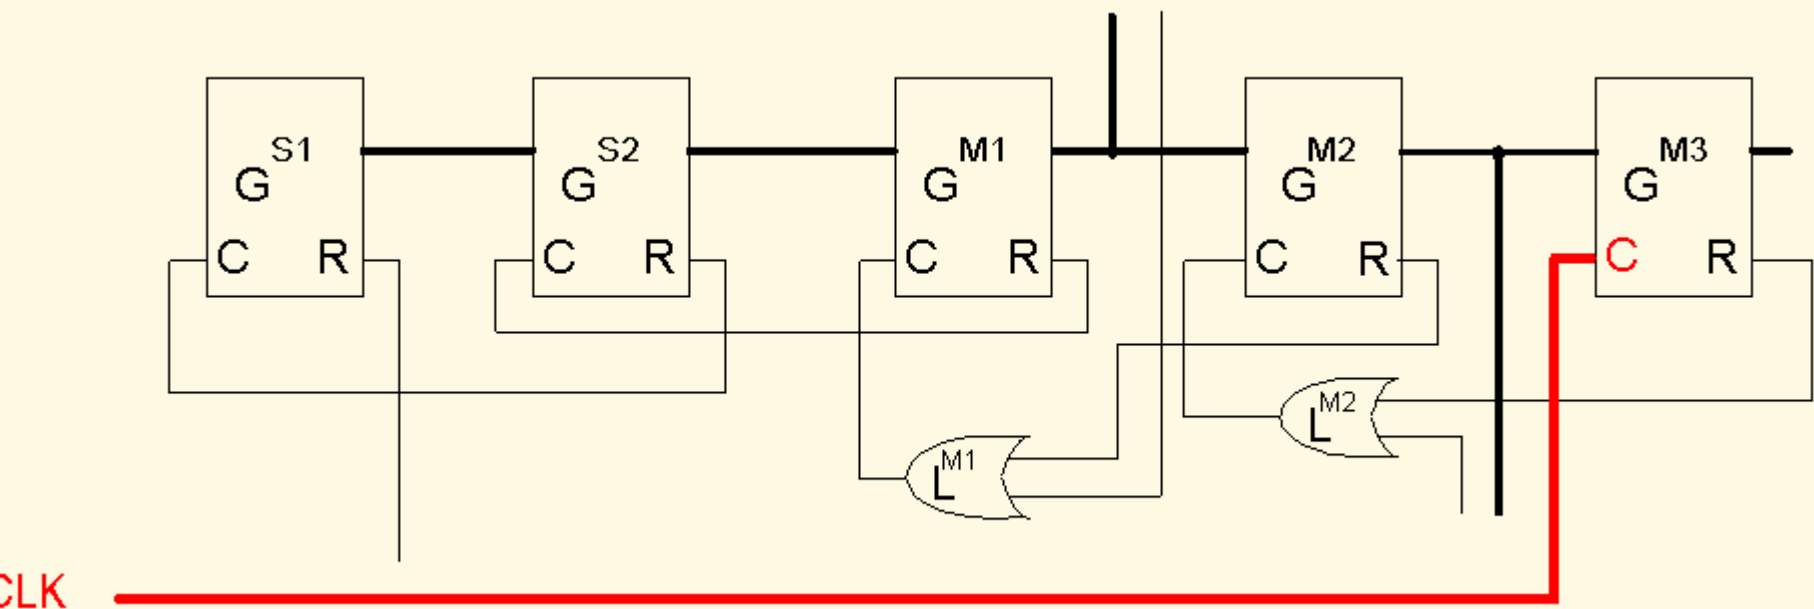 S1 S2 M1 M2 M3
G G G G G
C R C R C R C R C R
M2
L
M1
L
CLK